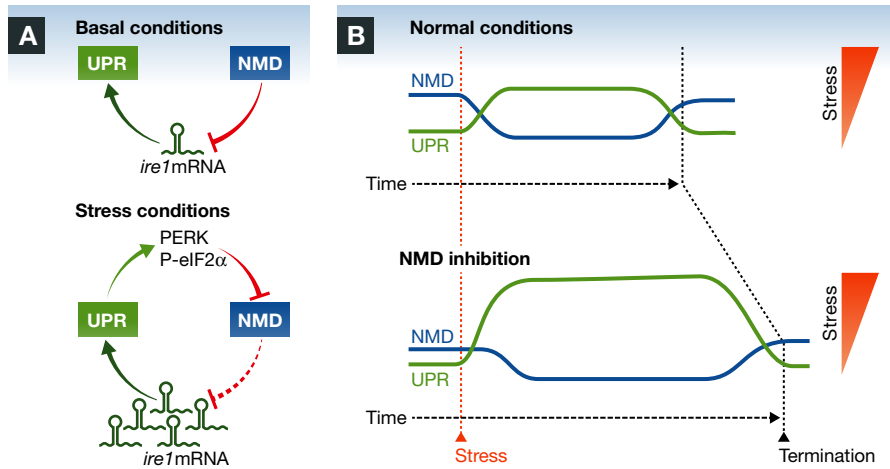 A
Basal conditions
UPR
NMD
ire1mRNA
Stress conditions
PERK
P-eIF2α
UPR
NMD
ire1mRNA
B
Normal conditions
NMD
UPR
Stress
Time
NMD inhibition
NMD
UPR
Stress
Time
Stress
Termination